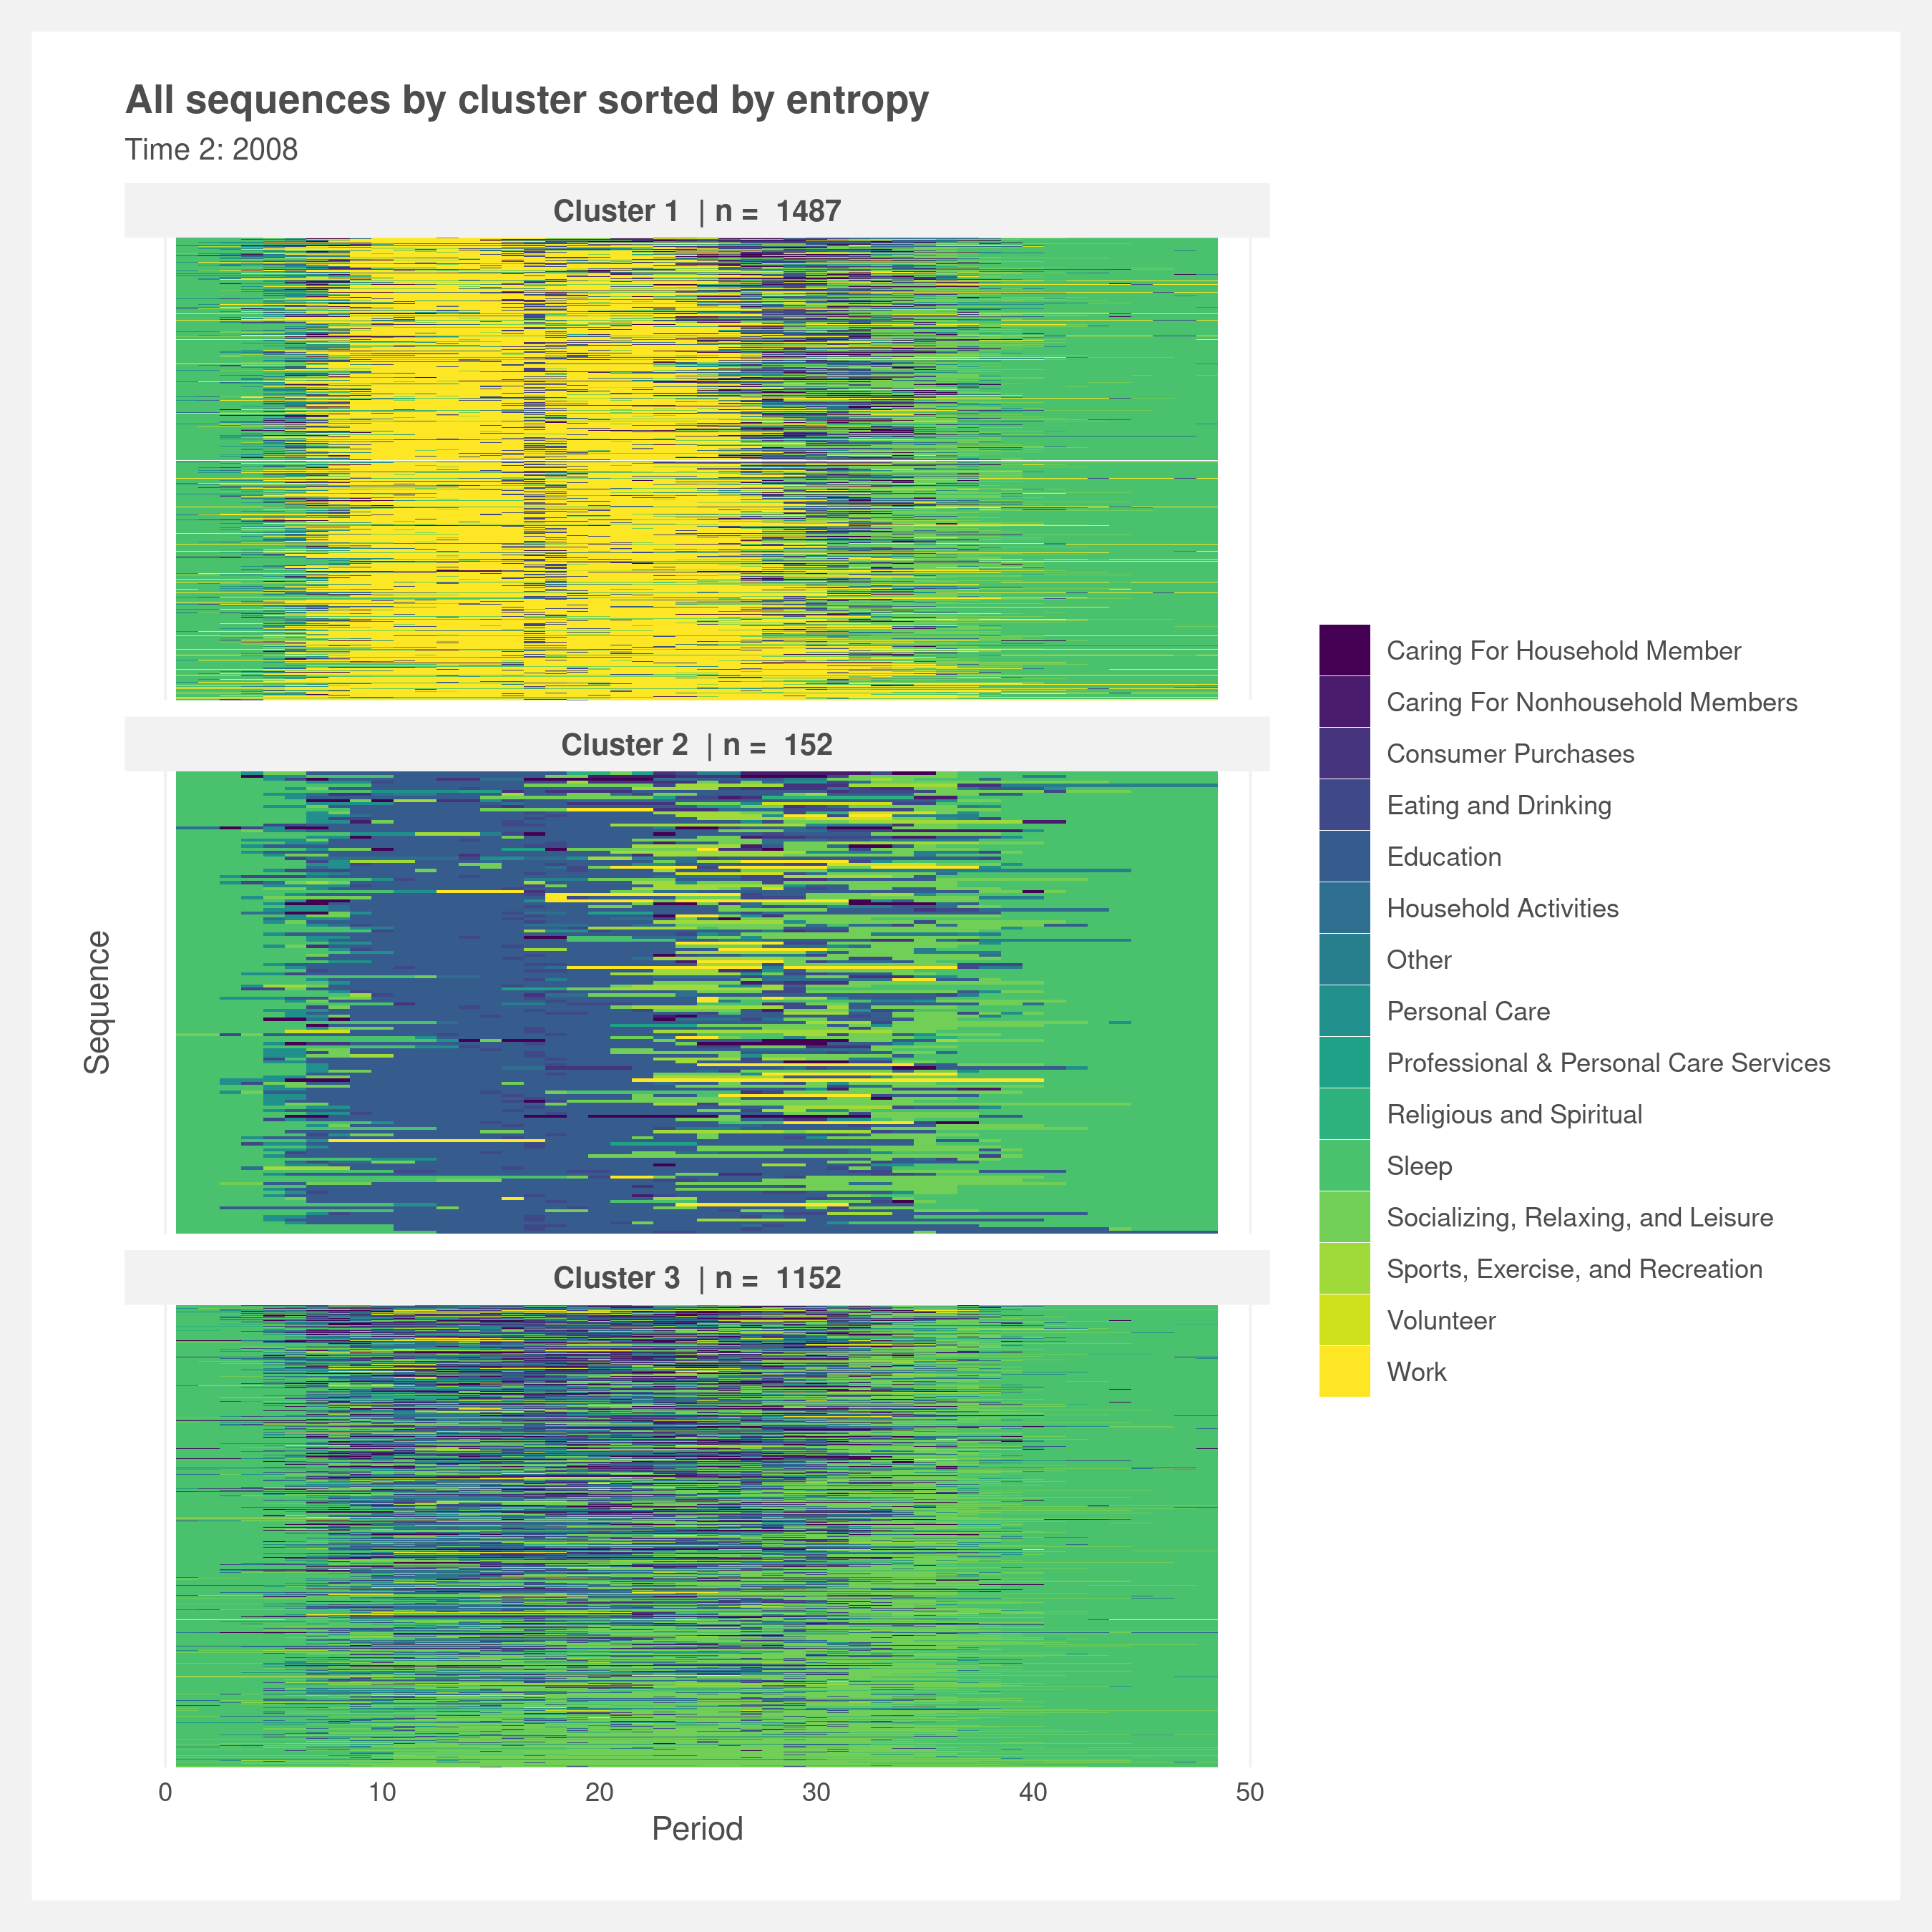 All sequences by cluster sorted by entropy
Time 2: 2008
Cluster 1 | n = 1487
Cluster 2 | n = 152
Cluster 3 | n = 1152
Sequence
0 10 20 30 40 50
Period
Caring For Household Member
Caring For Nonhousehold Members
Consumer Purchases
Eating and Drinking
Education
Household Activities
Other
Personal Care
Professional & Personal Care Services
Religious and Spiritual
Sleep
Socializing, Relaxing, and Leisure
Sports, Exercise, and Recreation
Volunteer
Work